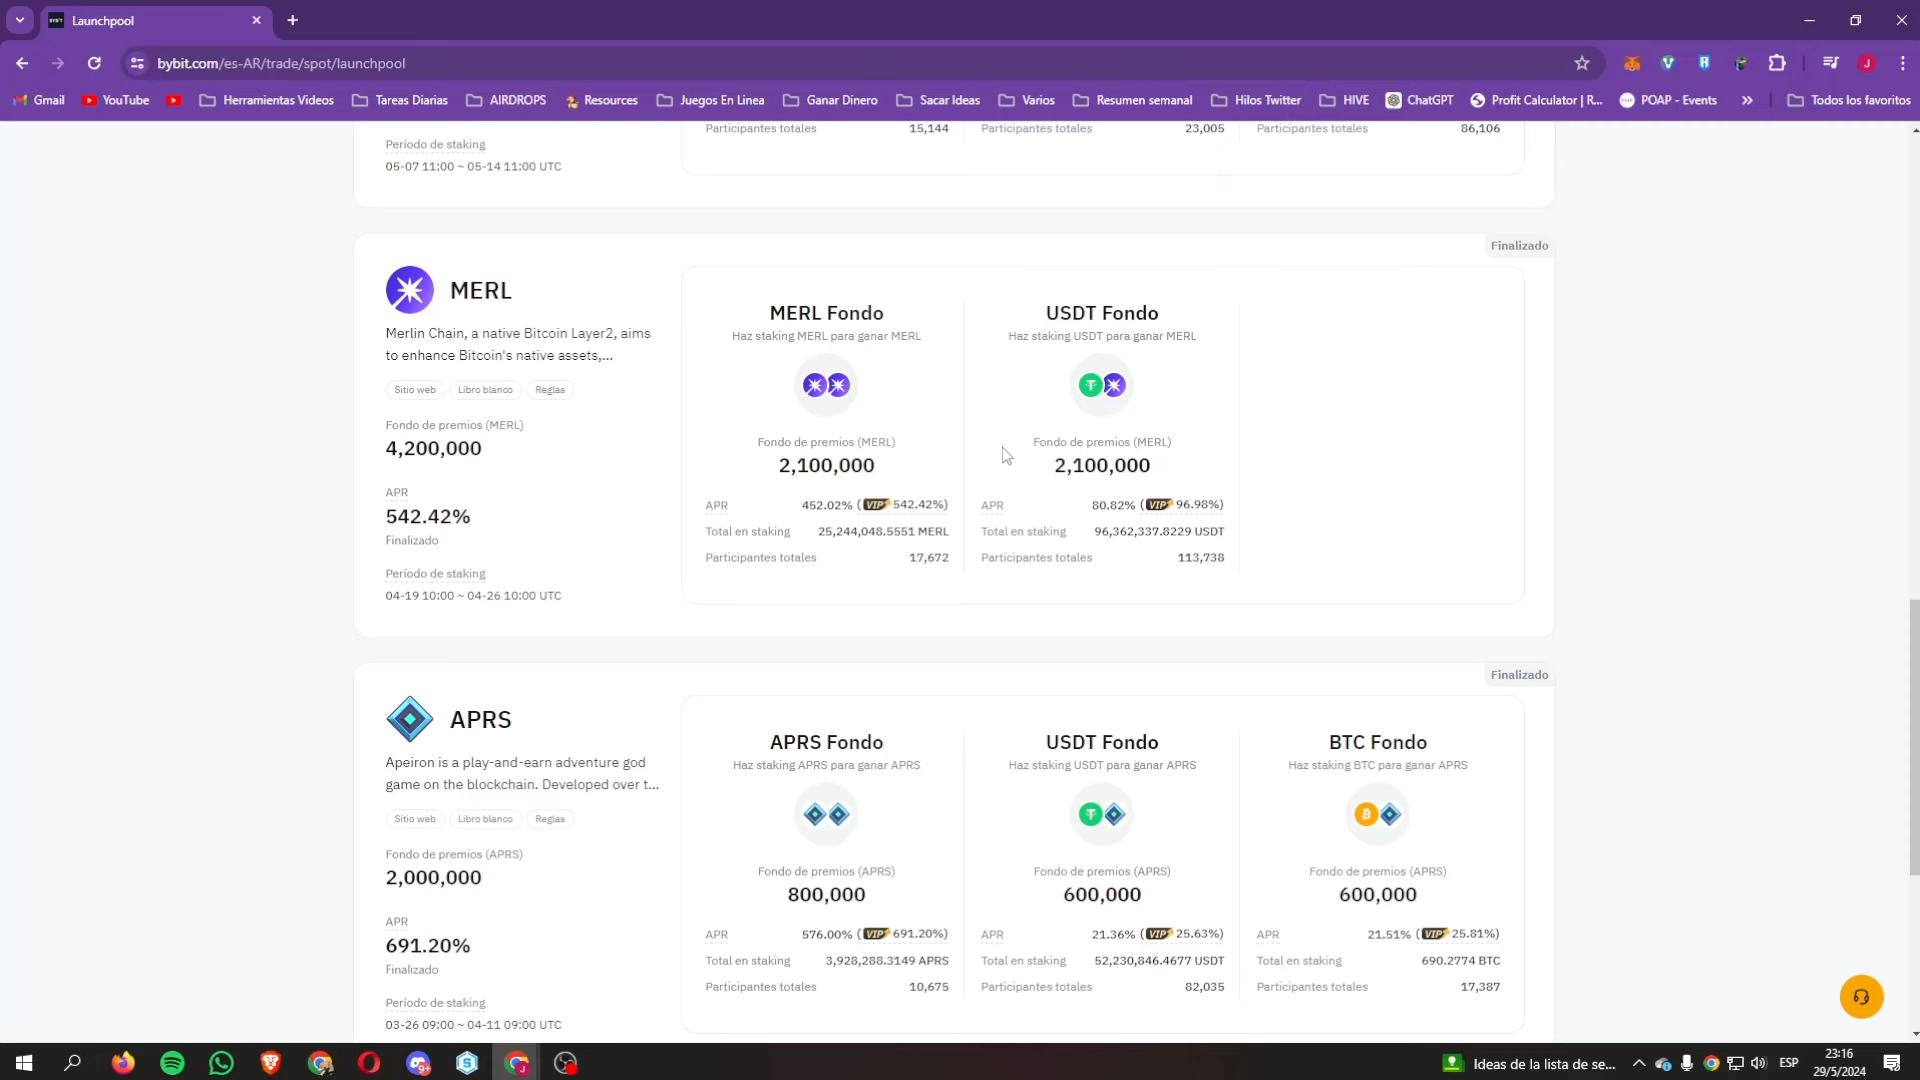 Launchpool
bybit.com/es-AR/trade/spot/launchpool
Gmail YouTube Herramientas Videos Tareas Diarias AIRDROPS Resources Juegos En Linea Ganar Dinero Sacar Ideas Varios Resumen semanal Hilos Twitter HIVE ChatGPT Profit Calculator | R... POAP - Events » Todos los favoritos
Participantes totales 15,144 Participantes totales 23,005 Participantes totales 86,106
Período de staking
05-07 11:00 ~ 05-14 11:00 UTC
Finalizado
MERL
Merlin Chain, a native Bitcoin Layer2, aims
to enhance Bitcoin's native assets,...
Sitio web Libro blanco Reglas
Fondo de premios (MERL)
4,200,000
APR
542.42%
Finalizado
Período de staking
04-19 10:00 ~ 04-26 10:00 UTC
MERL Fondo
Haz staking MERL para ganar MERL
Fondo de premios (MERL)
2,100,000
APR 452.02% (VIP 542.42%)
Total en staking 25,244,048.5551 MERL
Participantes totales 17,672
USDT Fondo
Haz staking USDT para ganar MERL
Fondo de premios (MERL)
2,100,000
APR 80.82% (VIP 96.98%)
Total en staking 96,362,337.8229 USDT
Participantes totales 113,738
Finalizado
APRS
Apeiron is a play-and-earn adventure god
game on the blockchain. Developed over t...
Sitio web Libro blanco Reglas
Fondo de premios (APRS)
2,000,000
APR
691.20%
Finalizado
Período de staking
03-26 09:00 ~ 04-11 09:00 UTC
APRS Fondo
Haz staking APRS para ganar APRS
Fondo de premios (APRS)
800,000
APR 576.00% (VIP 691.20%)
Total en staking 3,928,288.3149 APRS
Participantes totales 10,675
USDT Fondo
Haz staking USDT para ganar APRS
Fondo de premios (APRS)
600,000
APR 21.36% (VIP 25.63%)
Total en staking 52,230,846.4677 USDT
Participantes totales 82,035
BTC Fondo
Haz staking BTC para ganar APRS
Fondo de premios (APRS)
600,000
APR 21.51% (VIP 25.81%)
Total en staking 690.2774 BTC
Participantes totales 17,387
Ideas de la lista de se... ESP 23:16
29/5/2024